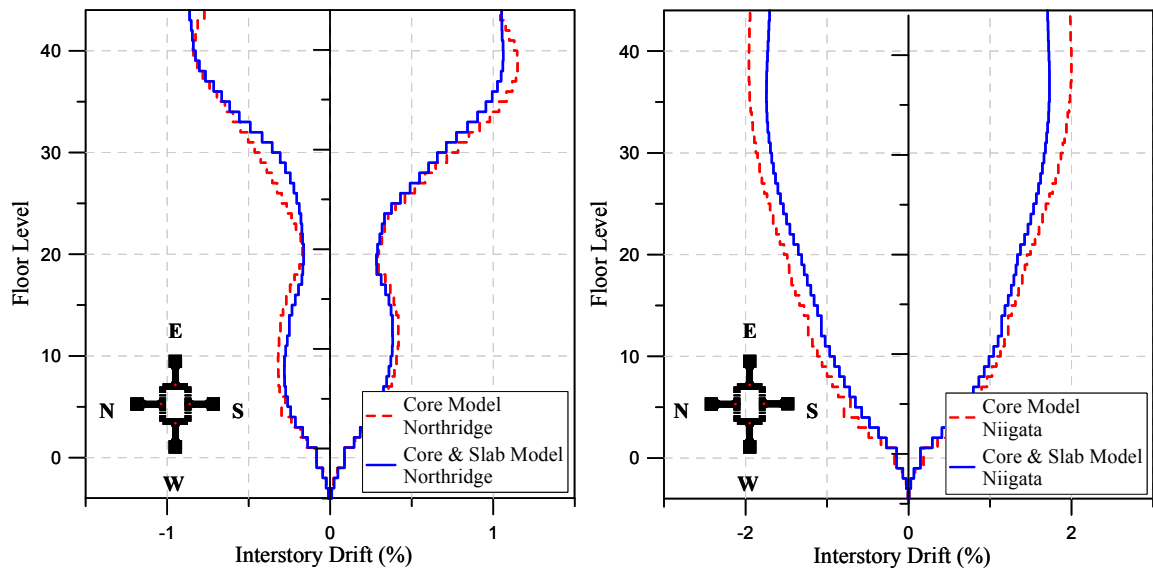 40
30
20
10
0
Floor Level
E
N
S
W
Core Model
Northridge
Core & Slab Model
Northridge
-1
0
1
Interstory Drift (%)
40
30
20
10
0
Floor Level
E
N
S
W
Core Model
Niigata
Core & Slab Model
Niigata
-2
0
2
Interstory Drift (%)